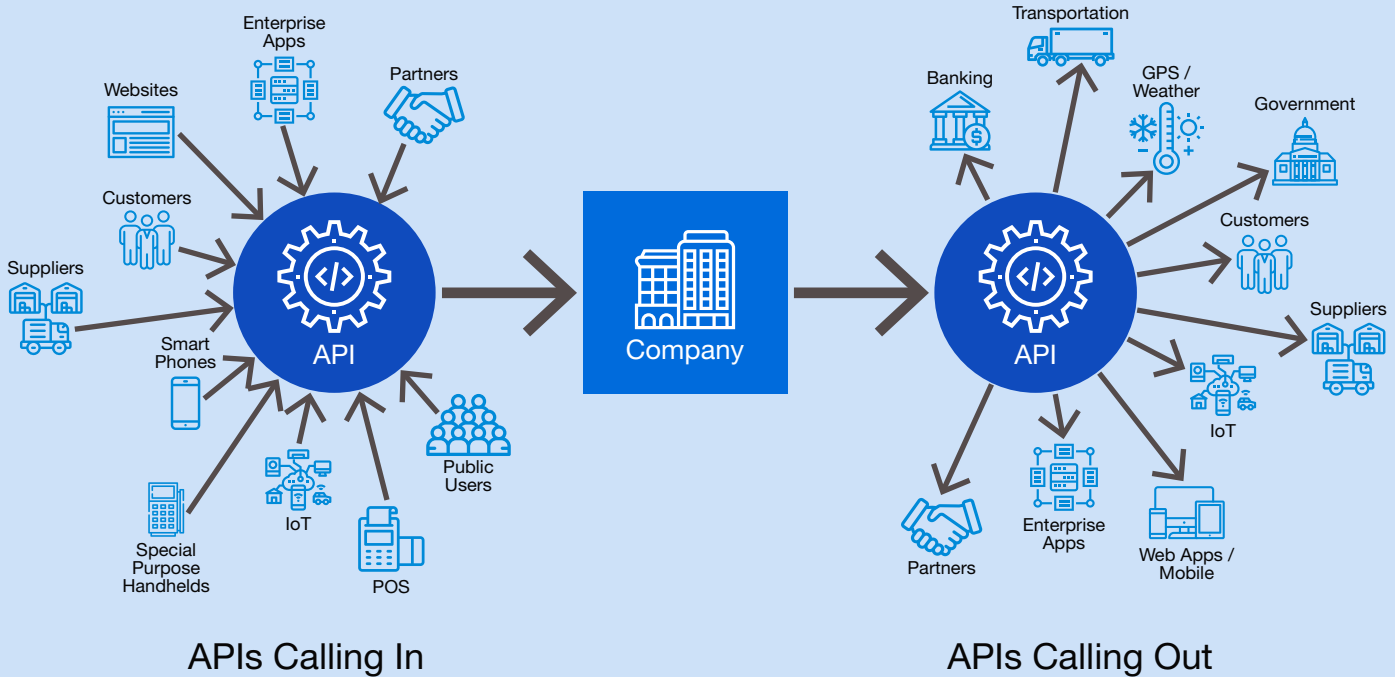 Enterprise
Apps
Partners
Websites
Customers
Suppliers
Smart
Phones
API
Special
Purpose
Handhelds
IoT
POS
Public
Users
APIs Calling In
Company
Transportation
Banking
$
GPS /
Weather
Government
Customers
Suppliers
API
IoT
Web Apps /
Mobile
Enterprise
Apps
Partners
APIs Calling Out